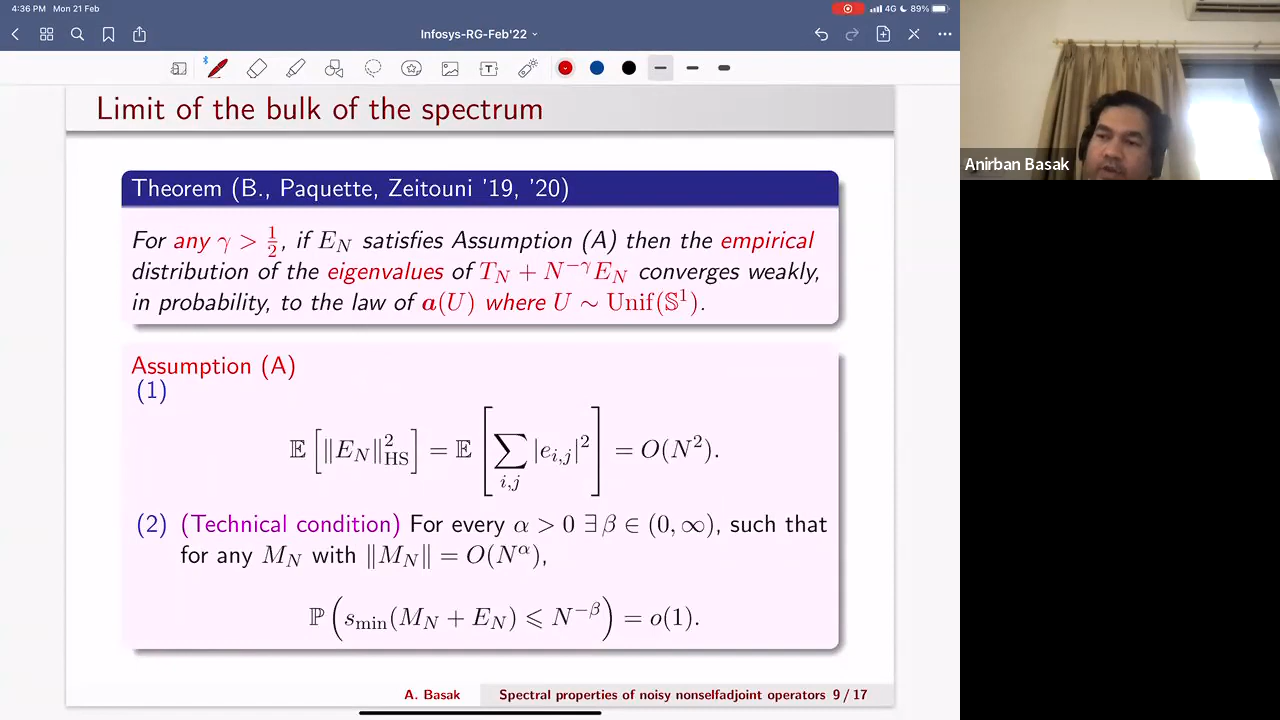 4:36 PM Mon 21 Feb
4G 89%
Infosys-RG-Feb'22
Limit of the bulk of the spectrum
Theorem (B., Paquette, Zeitouni '19, '20)
For any γ > 1/2, if E_N satisfies Assumption (A) then the empirical
distribution of the eigenvalues of T_N + N^{−γ}E_N converges weakly,
in probability, to the law of a(U) where U ∼ Unif(𝕊^1).
Assumption (A)
(1)
𝔼[‖E_N‖²_HS] = 𝔼[∑_{i,j} |e_{i,j}|²] = O(N²).
(2) (Technical condition) For every α > 0 ∃ β ∈ (0, ∞), such that
for any M_N with ‖M_N‖ = O(N^α),
ℙ(s_min(M_N + E_N) ⩽ N^{−β}) = o(1).
A. Basak Spectral properties of noisy nonselfadjoint operators 9 / 17
Anirban Basak